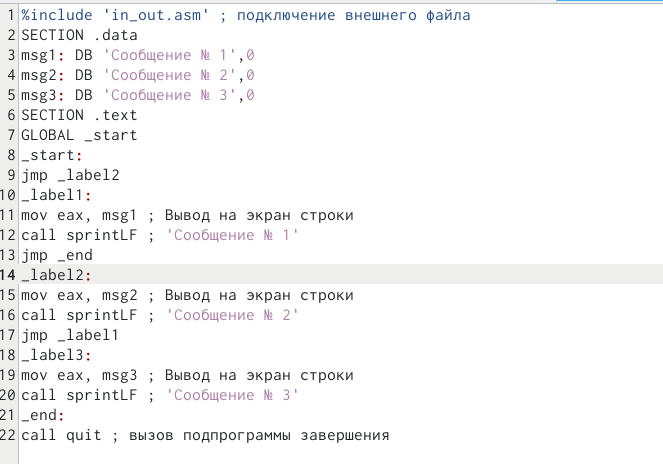 1 %include 'in_out.asm' ; подключение внешнего файла
2 SECTION .data
3 msg1: DB 'Сообщение № 1',0
4 msg2: DB 'Сообщение № 2',0
5 msg3: DB 'Сообщение № 3',0
6 SECTION .text
7 GLOBAL _start
8 _start:
9 jmp _label2
10 _label1:
11 mov eax, msg1 ; Вывод на экран строки
12 call sprintLF ; 'Сообщение № 1'
13 jmp _end
14 _label2:
15 mov eax, msg2 ; Вывод на экран строки
16 call sprintLF ; 'Сообщение № 2'
17 jmp _label1
18 _label3:
19 mov eax, msg3 ; Вывод на экран строки
20 call sprintLF ; 'Сообщение № 3'
21 _end:
22 call quit ; вызов подпрограммы завершения